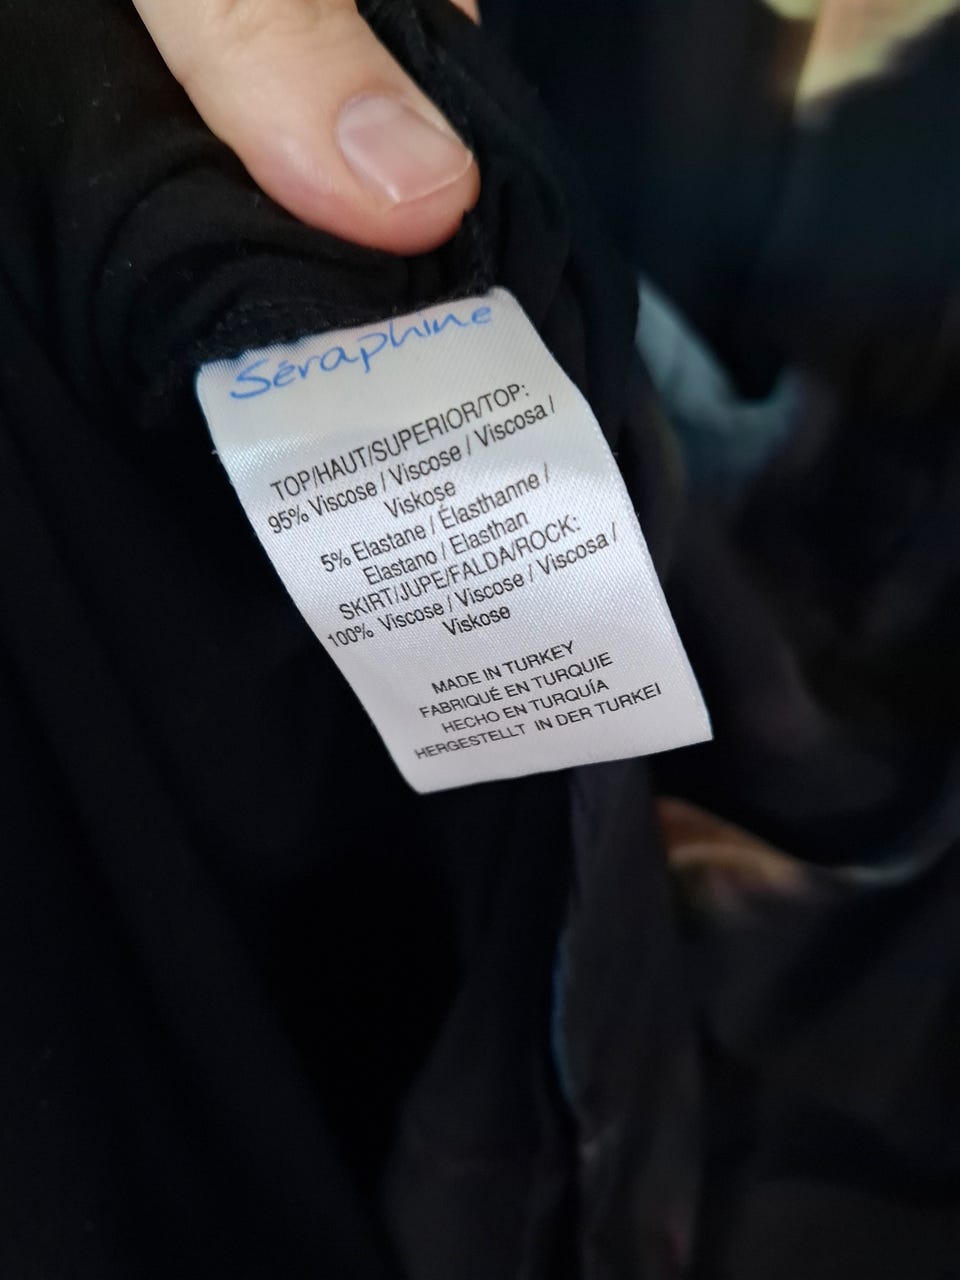 Séraphine
TOP/HAUT/SUPERIOR/TOP:
95% Viscose / Viscose / Viscosa /
Viskose
5% Elastane / Élasthanne /
Elastano / Elasthan
SKIRT/JUPE/FALDA/ROCK:
100% Viscose / Viscose / Viscosa /
Viskose
MADE IN TURKEY
FABRIQUÉ EN TURQUIE
HECHO EN TURQUÍA
HERGESTELLT IN DER TURKEI